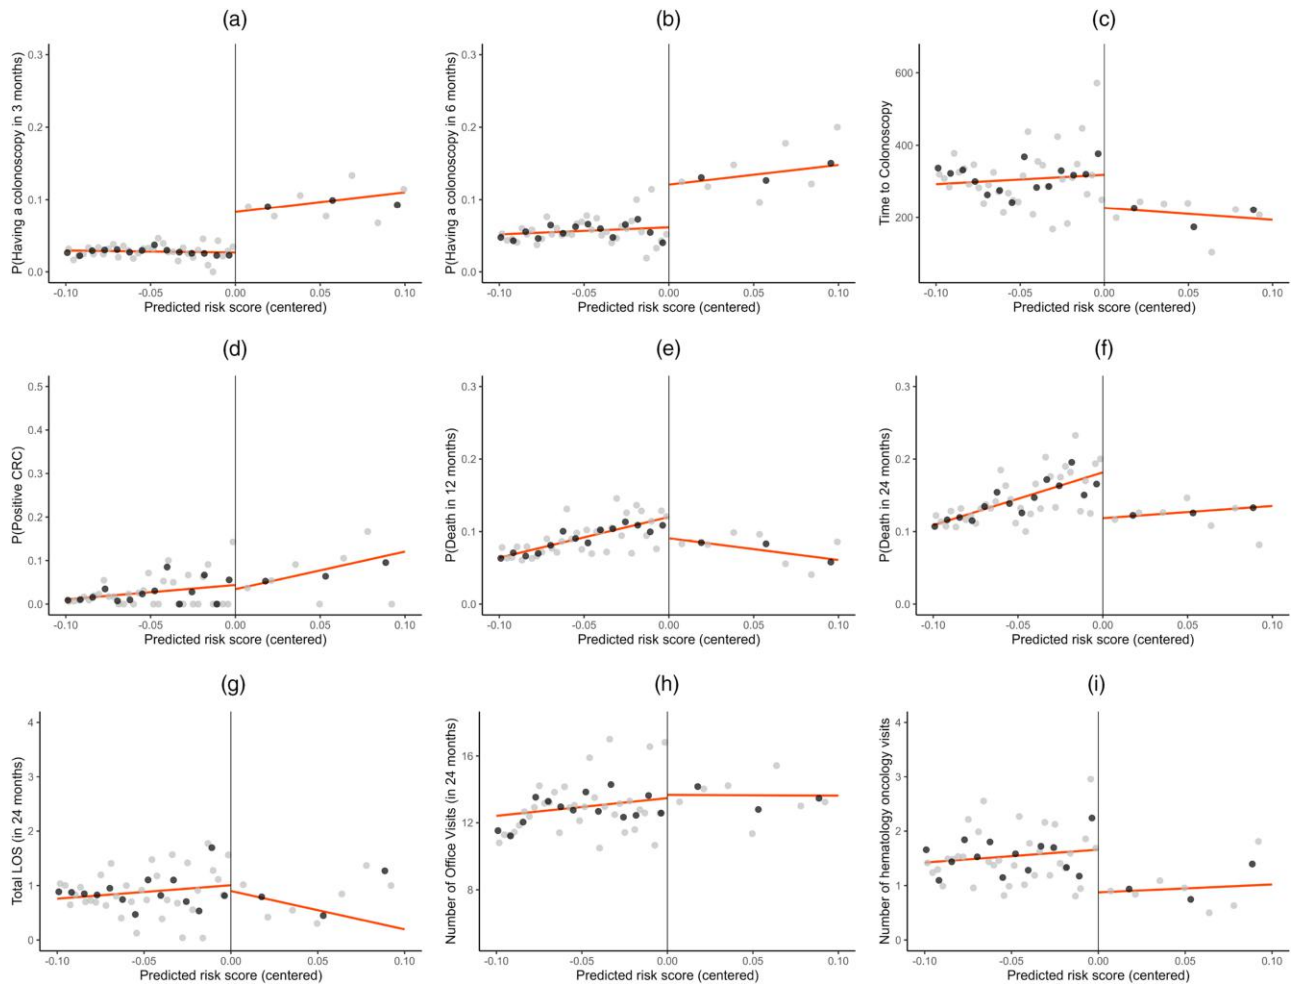 (a)
P(Having a colonoscopy in 3 months)
0.3
0.2
0.1
0.0
-0.10 -0.05 0.00 0.05 0.10
Predicted risk score (centered)
(b)
P(Having a colonoscopy in 6 months)
0.3
0.2
0.1
0.0
-0.10 -0.05 0.00 0.05 0.10
Predicted risk score (centered)
(c)
Time to Colonoscopy
600
400
200
-0.10 -0.05 0.00 0.05 0.10
Predicted risk score (centered)
(d)
P(Positive CRC)
0.5
0.4
0.3
0.2
0.1
0.0
-0.10 -0.05 0.00 0.05 0.10
Predicted risk score (centered)
(e)
P(Death in 12 months)
0.3
0.2
0.1
0.0
-0.10 -0.05 0.00 0.05 0.10
Predicted risk score (centered)
(f)
P(Death in 24 months)
0.3
0.2
0.1
0.0
-0.10 -0.05 0.00 0.05 0.10
Predicted risk score (centered)
(g)
Total LOS (in 24 months)
4
3
2
1
0
-0.10 -0.05 0.00 0.05 0.10
Predicted risk score (centered)
(h)
Number of Office Visits (in 24 months)
16
12
8
-0.10 -0.05 0.00 0.05 0.10
Predicted risk score (centered)
(i)
Number of hematology oncology visits
4
3
2
1
0
-0.10 -0.05 0.00 0.05 0.10
Predicted risk score (centered)